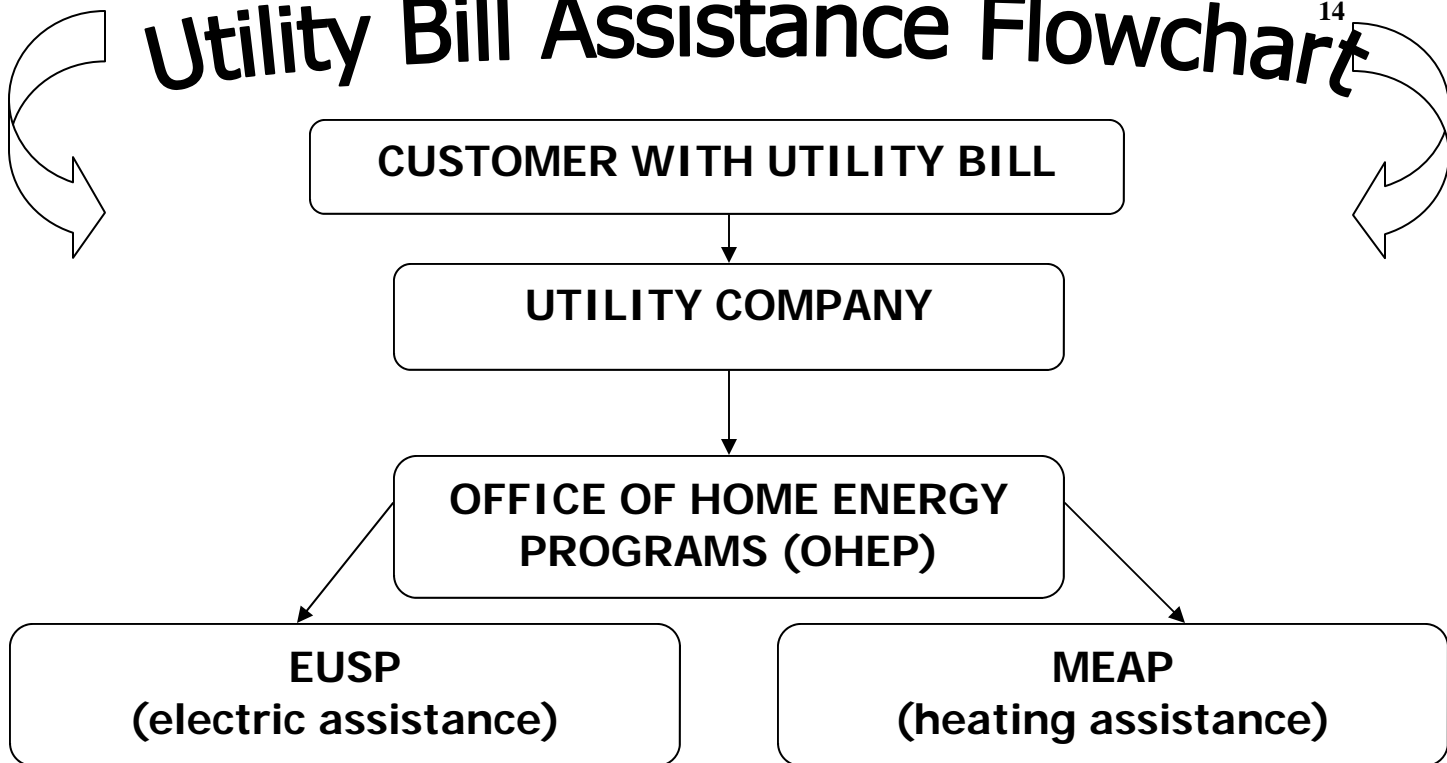 14
Utility Bill Assistance Flowchart
CUSTOMER WITH UTILITY BILL
UTILITY COMPANY
OFFICE OF HOME ENERGY
PROGRAMS (OHEP)
EUSP
(electric assistance)
MEAP
(heating assistance)